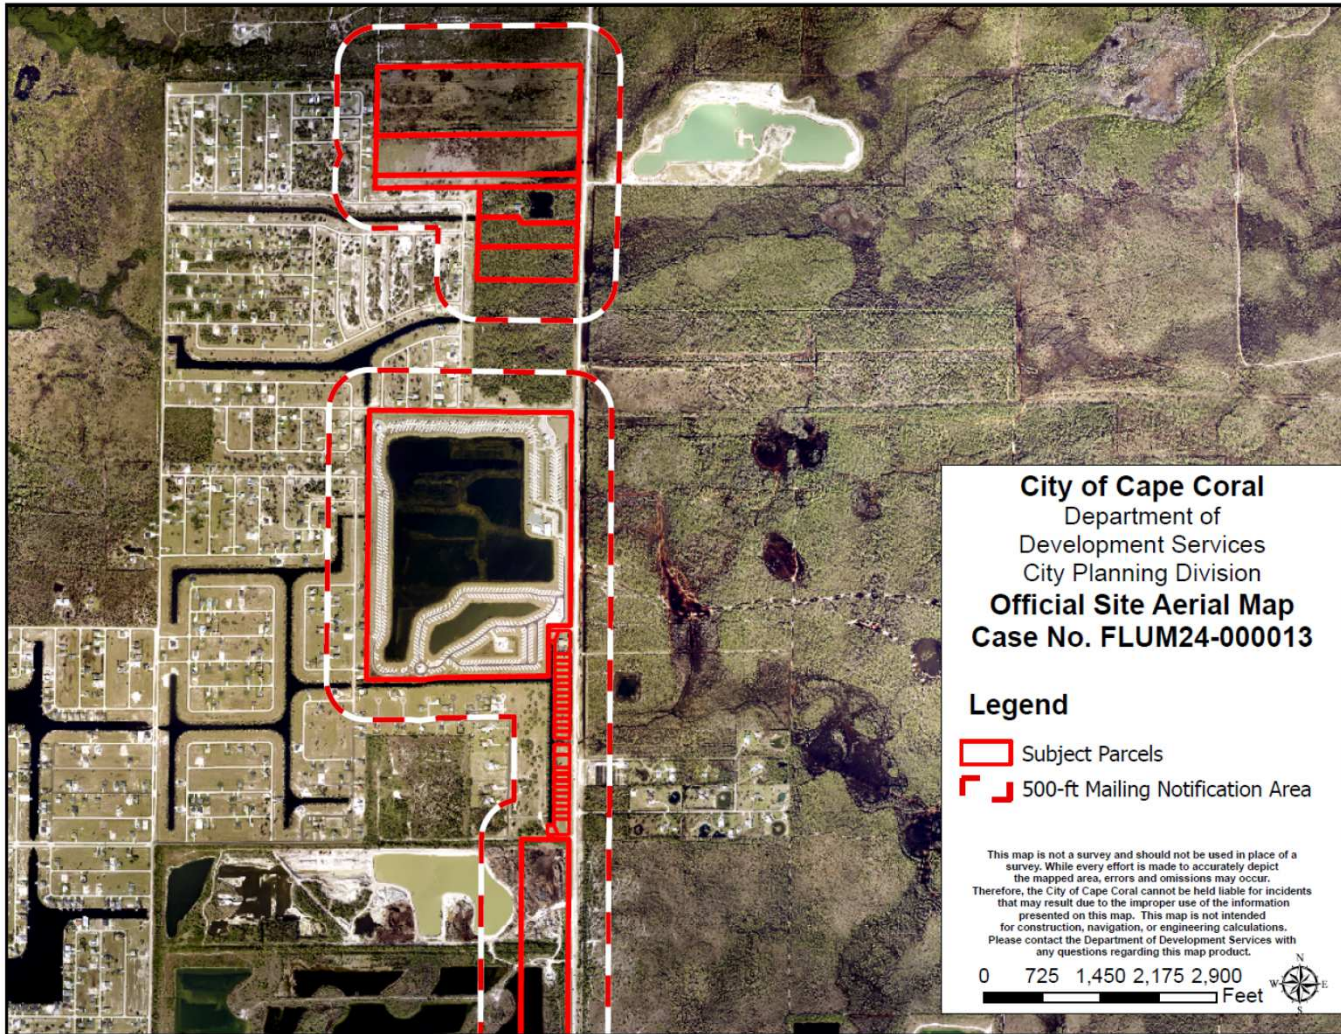 City of Cape Coral
Department of
Development Services
City Planning Division
Official Site Aerial Map
Case No. FLUM24-000013
Legend
Subject Parcels
500-ft Mailing Notification Area
This map is not a survey and should not be used in place of a
survey. While every effort is made to accurately depict
the mapped area, errors and omissions may occur.
Therefore, the City of Cape Coral cannot be held liable for incidents
that may result due to the improper use of the information
presented on this map. This map is not intended
for construction, navigation, or engineering calculations.
Please contact the Department of Development Services with
any questions regarding this map product.
0 725 1,450 2,175 2,900
Feet
N
W E
S